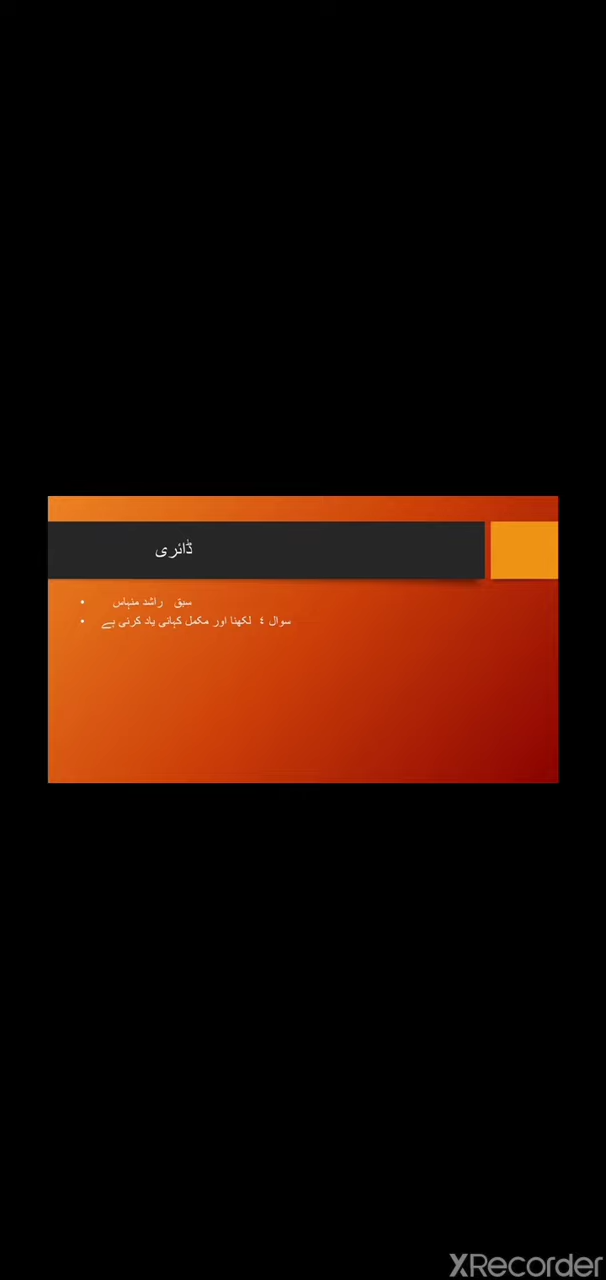 ڈائری
سبق راشد منہاس
سوال ٤ لکھنا اور مکمل کہانی یاد کرنی ہے
XRecorder